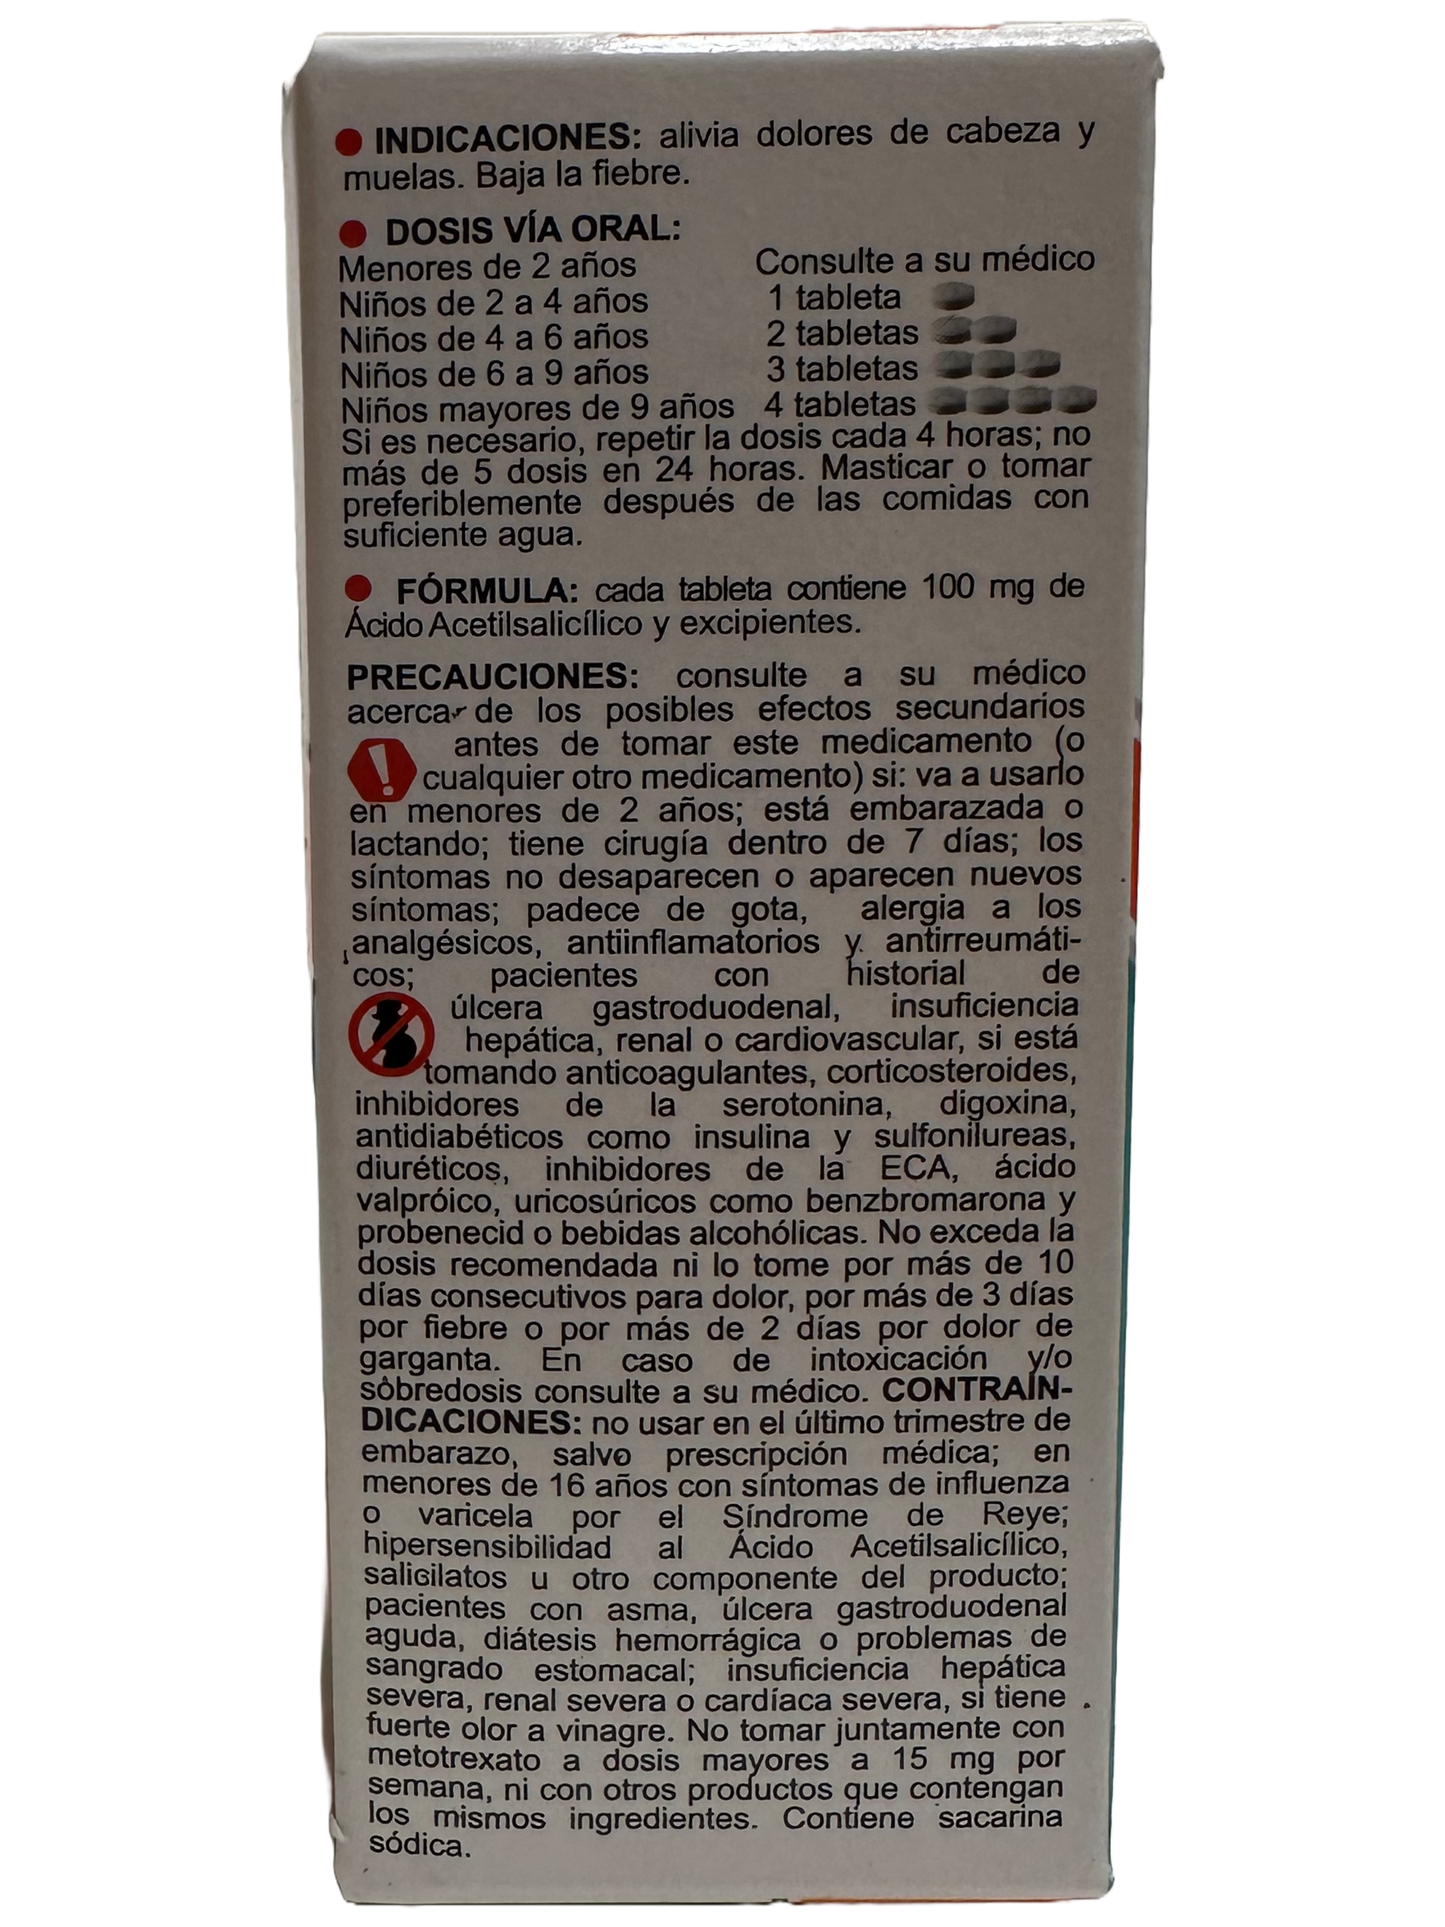 ● INDICACIONES: alivia dolores de cabeza y
muelas. Baja la fiebre.
● DOSIS VÍA ORAL:
Menores de 2 años Consulte a su médico
Niños de 2 a 4 años 1 tableta
Niños de 4 a 6 años 2 tabletas
Niños de 6 a 9 años 3 tabletas
Niños mayores de 9 años 4 tabletas
Si es necesario, repetir la dosis cada 4 horas; no
más de 5 dosis en 24 horas. Masticar o tomar
preferiblemente después de las comidas con
suficiente agua.
● FÓRMULA: cada tableta contiene 100 mg de
Ácido Acetilsalicílico y excipientes.
PRECAUCIONES: consulte a su médico
acerca de los posibles efectos secundarios
antes de tomar este medicamento (o
cualquier otro medicamento) si: va a usarlo
en menores de 2 años; está embarazada o
lactando; tiene cirugía dentro de 7 días; los
síntomas no desaparecen o aparecen nuevos
síntomas; padece de gota, alergia a los
analgésicos, antiinflamatorios y antirreumáti-
cos; pacientes con historial de
úlcera gastroduodenal, insuficiencia
hepática, renal o cardiovascular, si está
tomando anticoagulantes, corticosteroides,
inhibidores de la serotonina, digoxina,
antidiabéticos como insulina y sulfonilureas,
diuréticos, inhibidores de la ECA, ácido
valpróico, uricosúricos como benzbromarona y
probenecid o bebidas alcohólicas. No exceda la
dosis recomendada ni lo tome por más de 10
días consecutivos para dolor, por más de 3 días
por fiebre o por más de 2 días por dolor de
garganta. En caso de intoxicación y/o
sobredosis consulte a su médico. CONTRAIN-
DICACIONES: no usar en el último trimestre de
embarazo, salvo prescripción médica; en
menores de 16 años con síntomas de influenza
o varicela por el Síndrome de Reye;
hipersensibilidad al Ácido Acetilsalicílico,
salicilatos u otro componente del producto;
pacientes con asma, úlcera gastroduodenal
aguda, diátesis hemorrágica o problemas de
sangrado estomacal; insuficiencia hepática
severa, renal severa o cardíaca severa, si tiene
fuerte olor a vinagre. No tomar juntamente con
metotrexato a dosis mayores a 15 mg por
semana, ni con otros productos que contengan
los mismos ingredientes. Contiene sacarina
sódica.